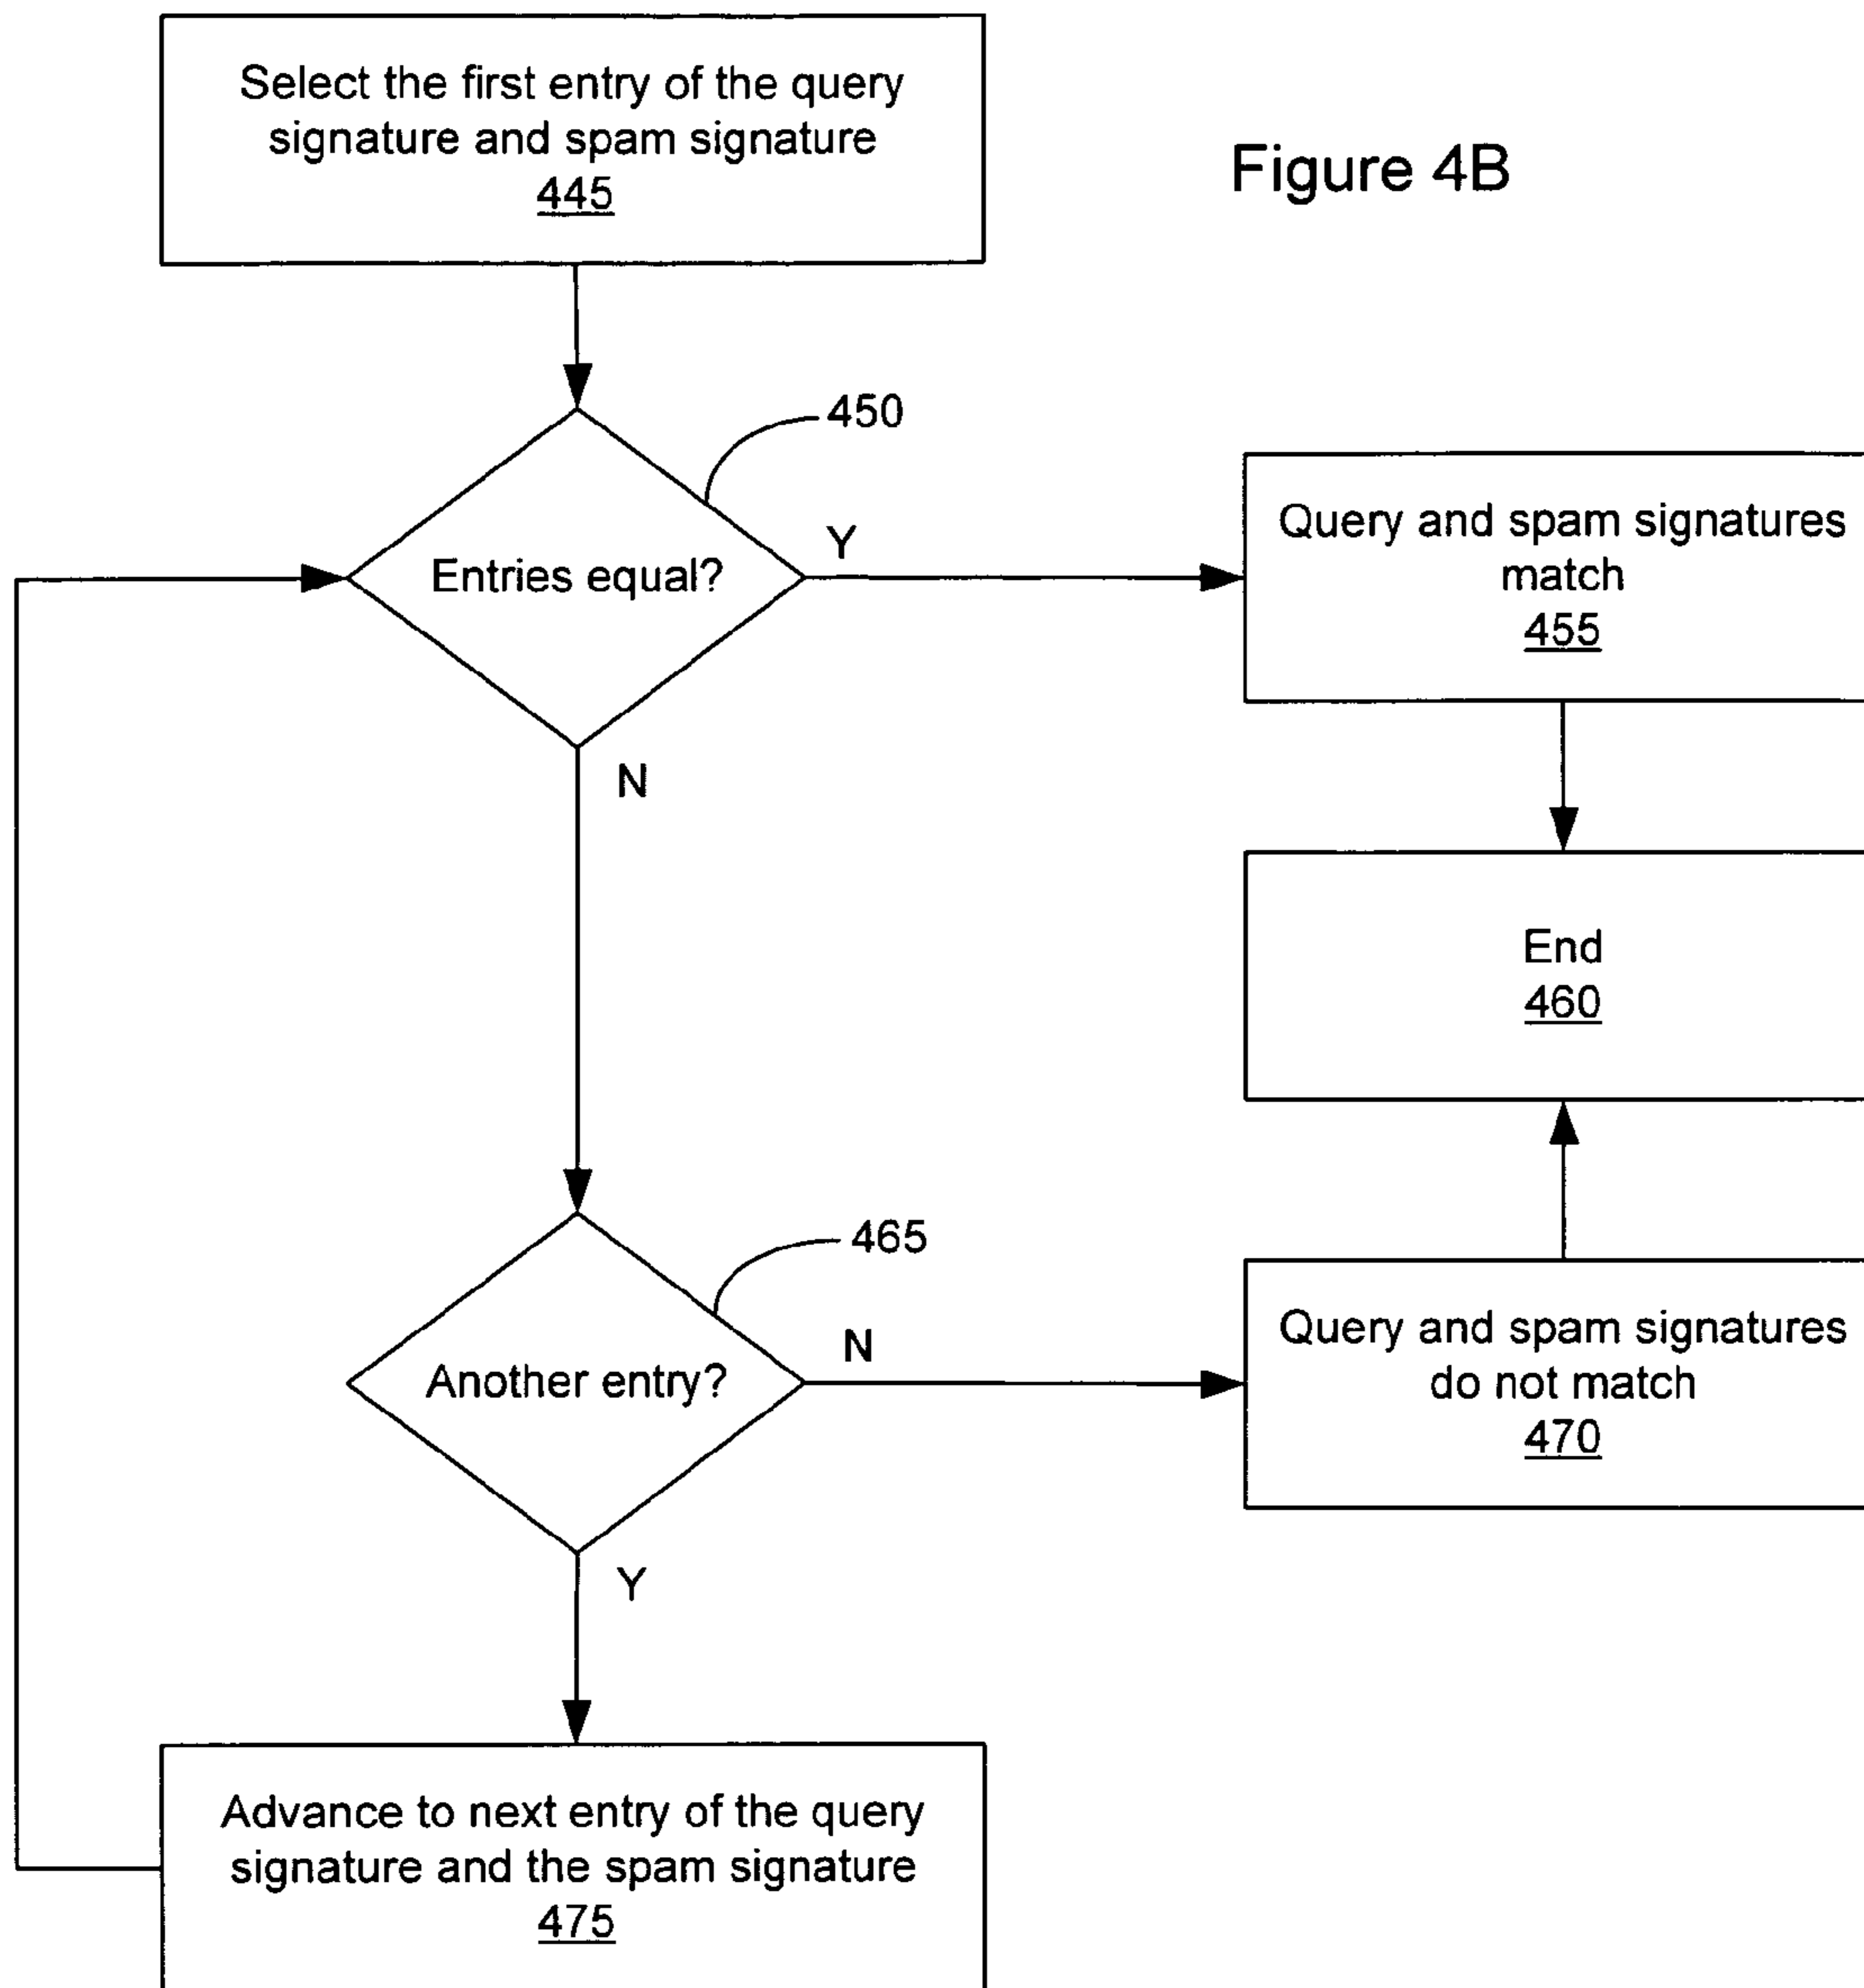 Select the first entry of the query
signature and spam signature
445
Figure 4B
450
Entries equal?
Y
N
Query and spam signatures
match
455
End
460
465
Another entry?
N
Y
Query and spam signatures
do not match
470
Advance to next entry of the query
signature and the spam signature
475